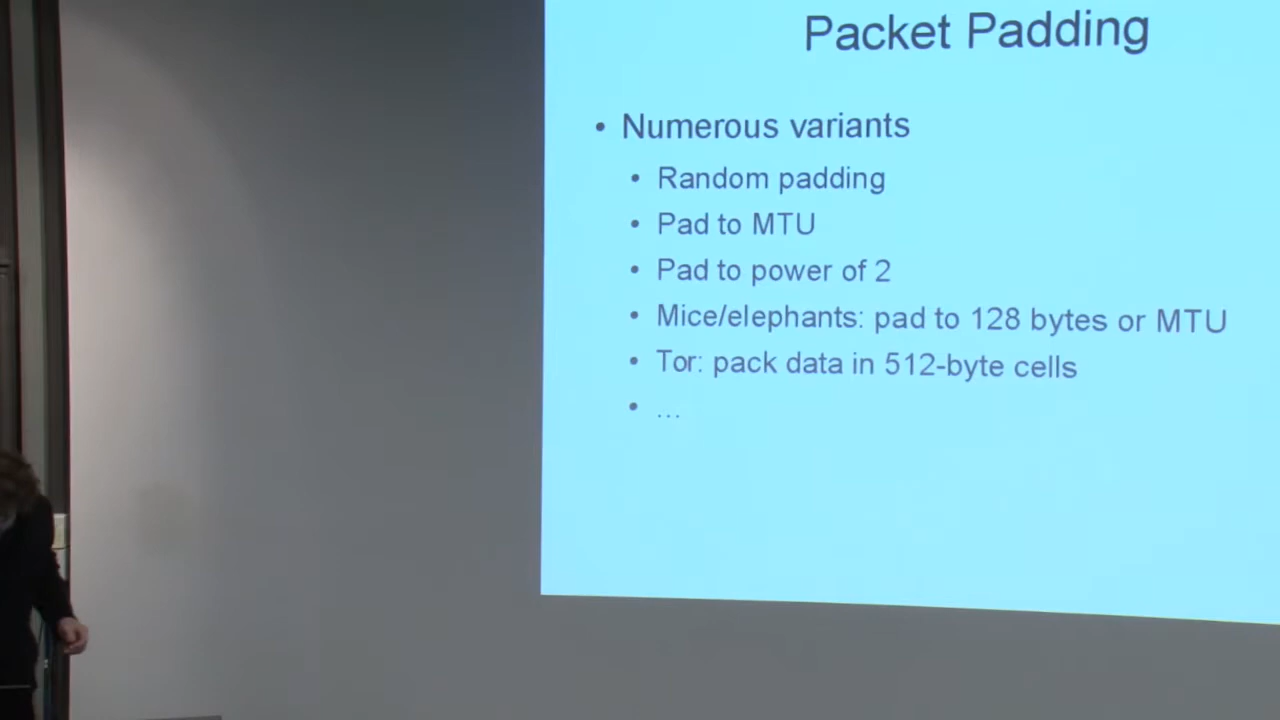 Packet Padding
• Numerous variants
• Random padding
• Pad to MTU
• Pad to power of 2
• Mice/elephants: pad to 128 bytes or MTU
• Tor: pack data in 512-byte cells
• ...